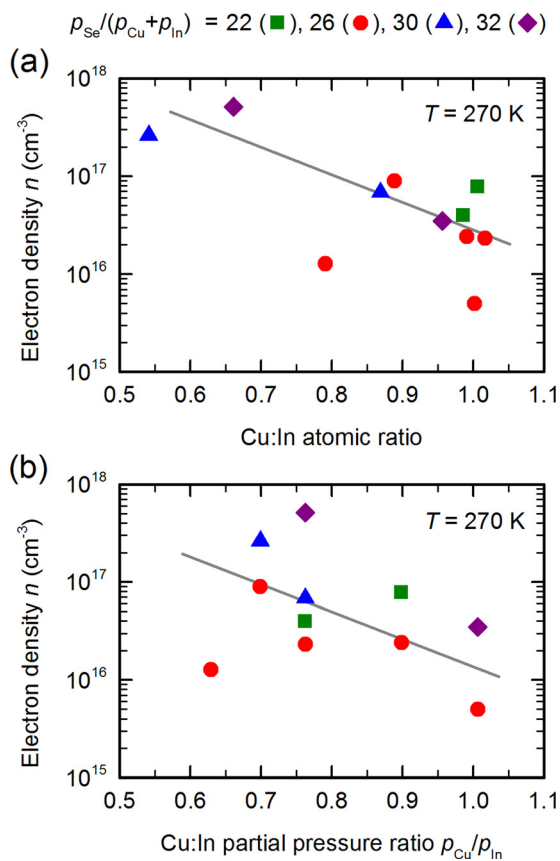 pSe/(pCu+pIn) = 22 (■), 26 (●), 30 (▲), 32 (◆)
(a)
10^18
10^17
10^16
10^15
Electron density n (cm^-3)
T = 270 K
0.5 0.6 0.7 0.8 0.9 1.0 1.1
Cu:In atomic ratio
(b)
10^18
10^17
10^16
10^15
Electron density n (cm^-3)
T = 270 K
0.5 0.6 0.7 0.8 0.9 1.0 1.1
Cu:In partial pressure ratio pCu/pIn